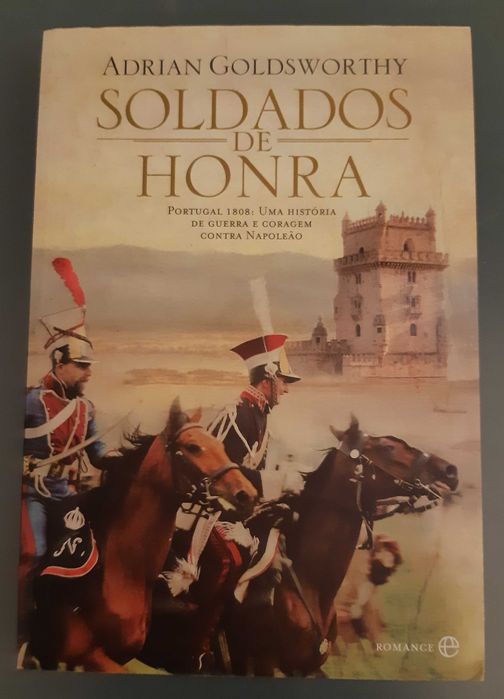 ADRIAN GOLDSWORTHY
SOLDADOS
DE
HONRA
PORTUGAL 1808: UMA HISTÓRIA
DE GUERRA E CORAGEM
CONTRA NAPOLEÃO
N
ROMANCE e